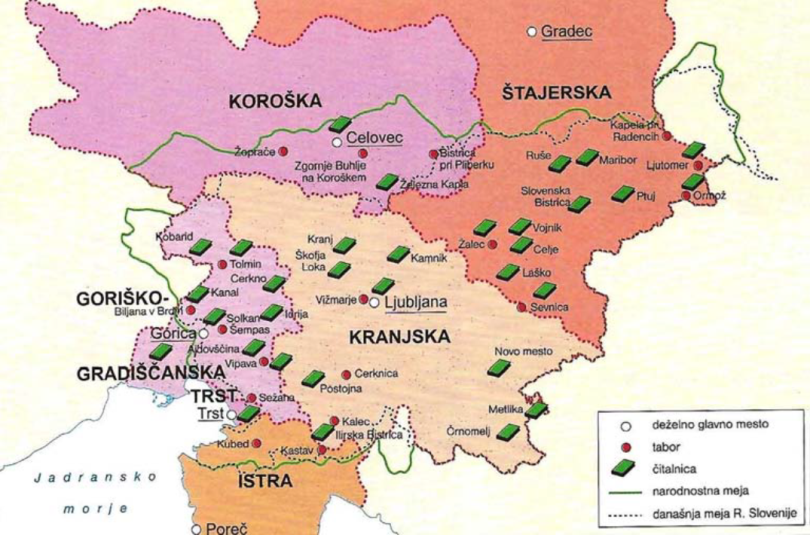 Gradec
KOROŠKA
ŠTAJERSKA
Celovec
Kapela pri
Radencih
Žoprače
Zgornje Buhlje
na Koroškem
Bistrica
pri Pliberku
Ruše
Maribor
Ljutomer
Železna Kapla
Slovenska
Bistrica
Ptuj
Ormož
Kobarid
Kranj
Žalec
Vojnik
Tolmin
Škofja
Loka
Kamnik
Celje
Cerkno
Laško
Kanal
GORIŠKO-
Vižmarje
Ljubljana
Sevnica
Biljana v Brdih
Solkan
Idrija
Šempas
KRANJSKA
Gorica
Ajdovščina
Novo mesto
Vipava
GRADIŠČANSKA
Cerknica
Postojna
TRST
Sežana
Trst
Metlika
Kalec
Ilirska Bistrica
Črnomelj
Kubed
Kastav
ISTRA
Jadransko
morje
Poreč
deželno glavno mesto
tabor
čitalnica
narodnostna meja
današnja meja R. Slovenije